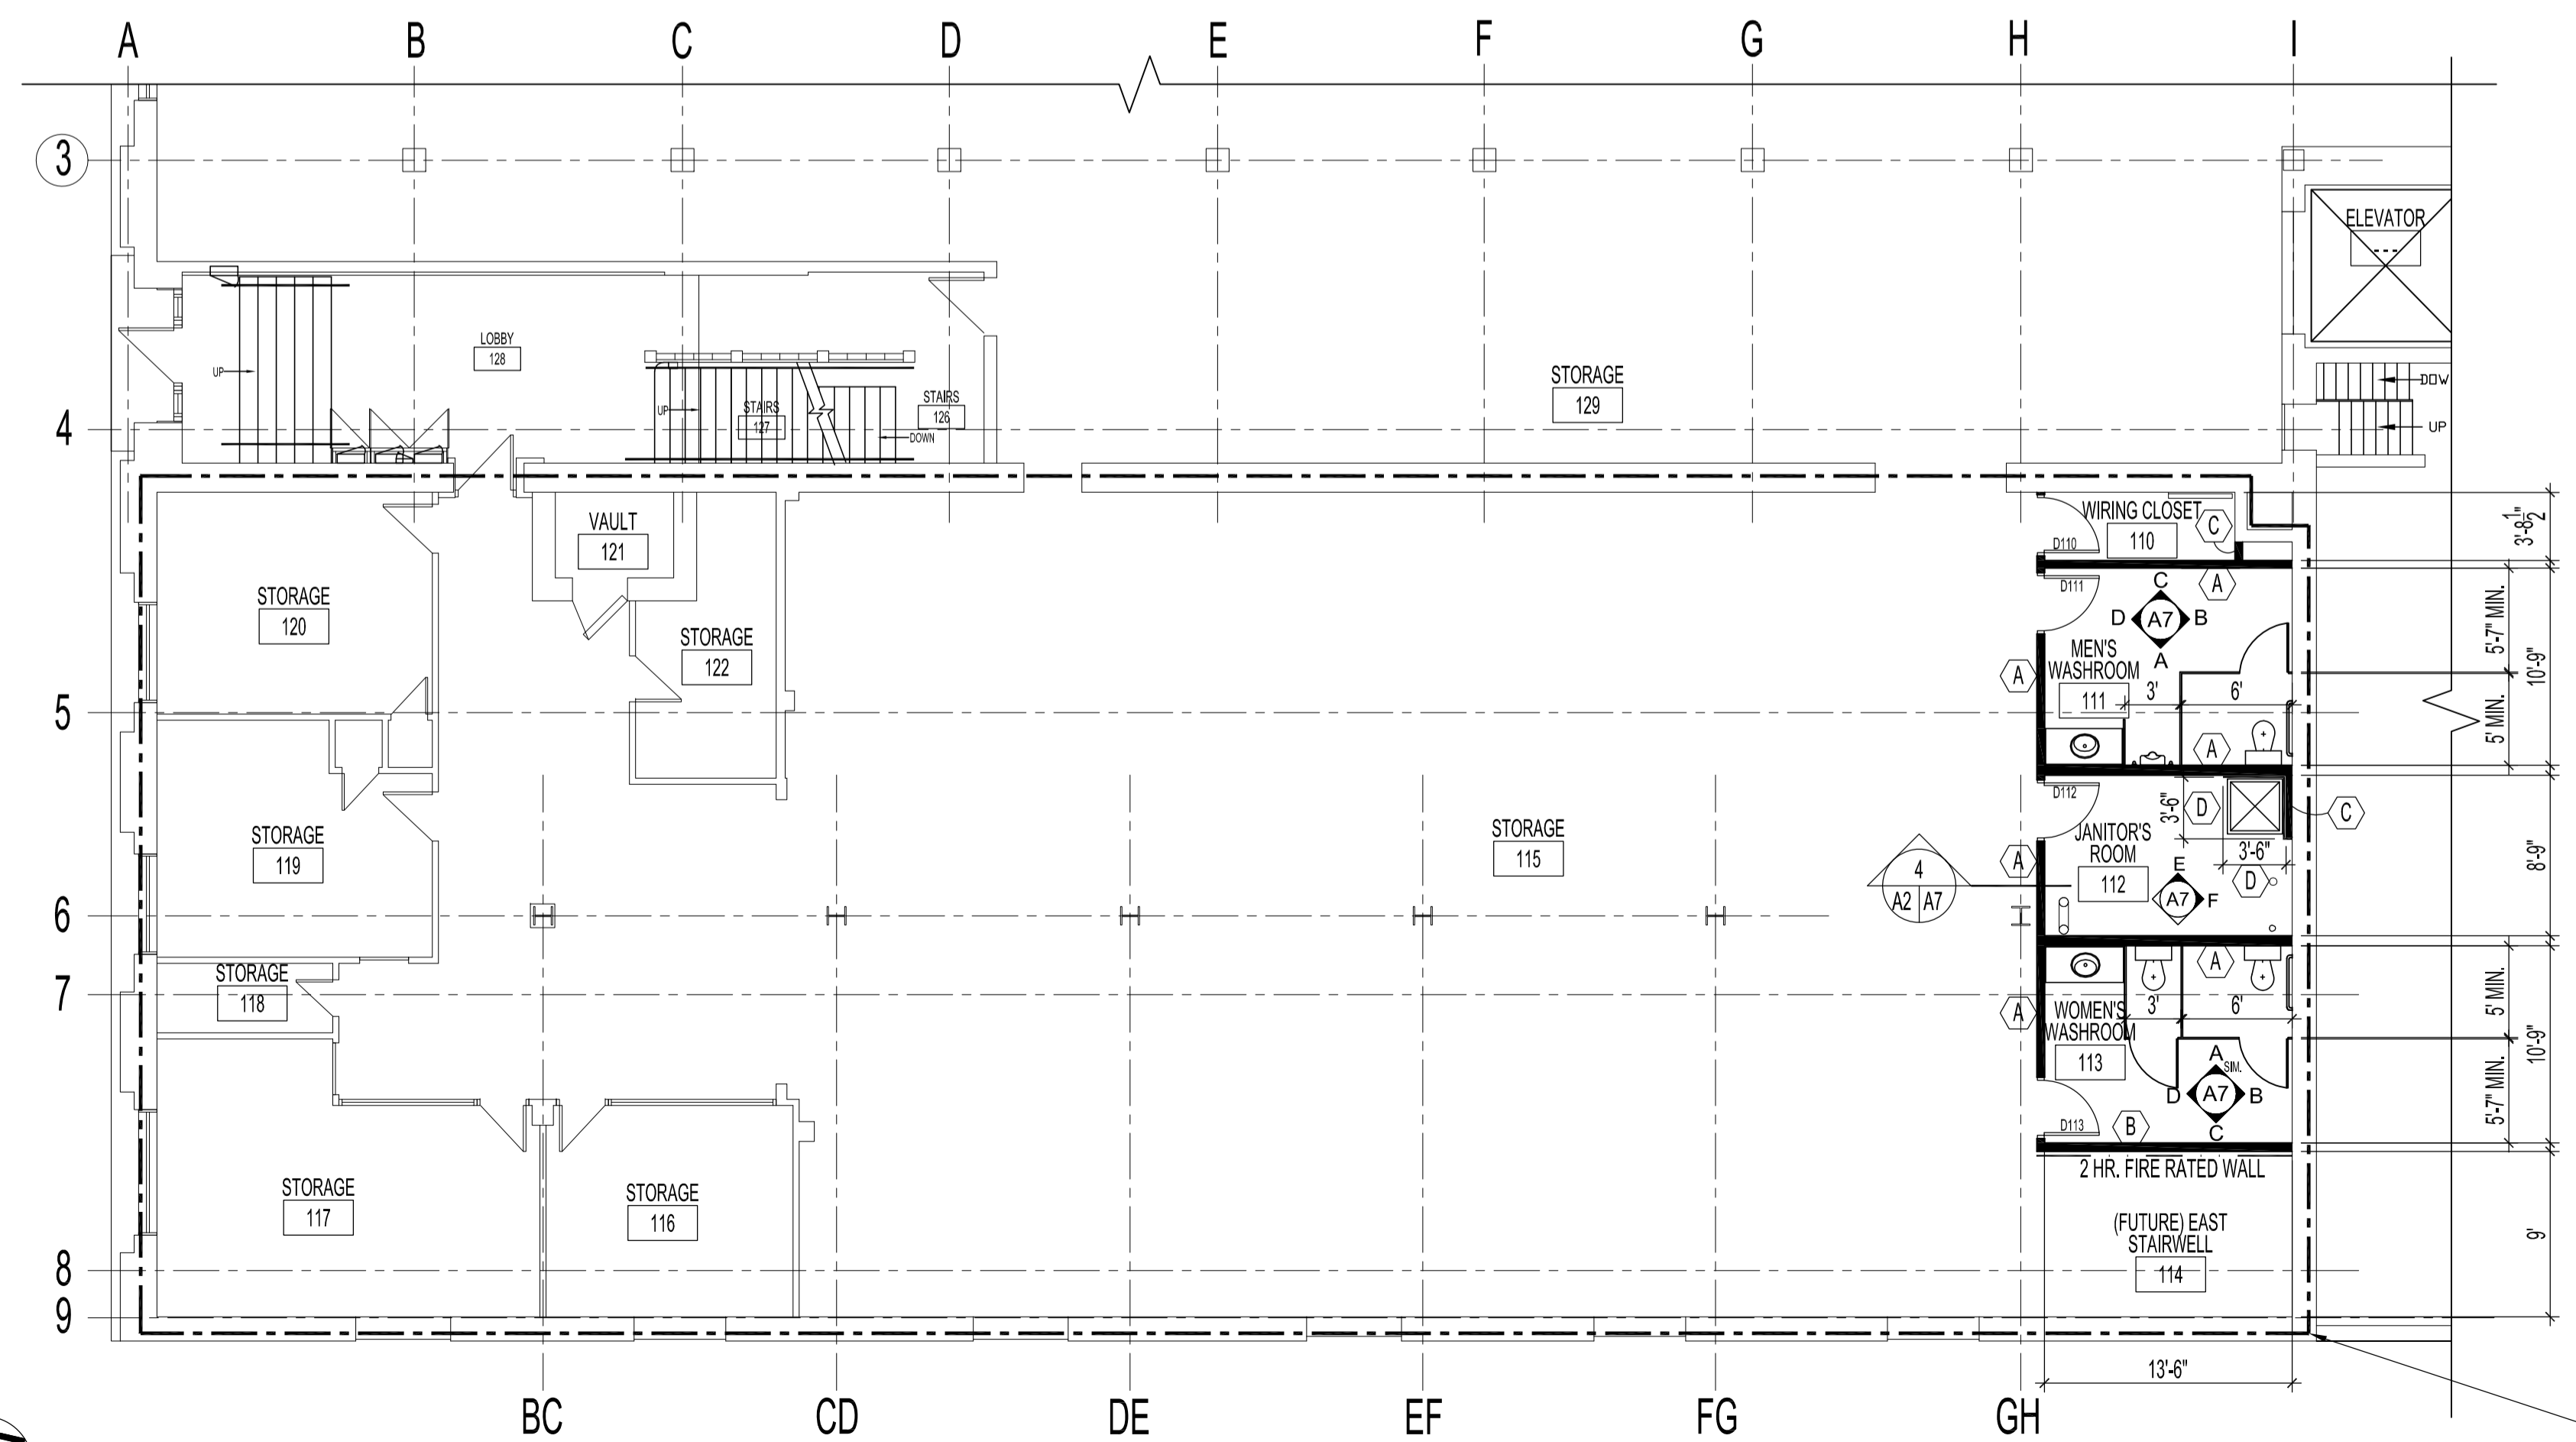 A B C D E F G H I
3
ELEVATOR
---
LOBBY
128
UP
STORAGE
129
STAIRS
126
STAIRS
127
UP
DOWN
DOW
UP
4
WIRING CLOSET
110
C
D110
3'-8 1/2"
VAULT
121
D111
C
A
D A7 B
A
STORAGE
120
STORAGE
122
MEN'S
WASHROOM
111
A
3' 6'
5'-7" MIN.
10'-9"
5' MIN.
5
A
D112
3'-6"
D
C
STORAGE
119
STORAGE
115
JANITOR'S
ROOM
112
3'-6"
D
A
4
A2 A7
E
A7 F
8'-9"
6
STORAGE
118
7
A
A
WOMEN'S
WASHROOM
113
3' 6'
5' MIN.
10'-9"
5'-7" MIN.
A
SIM.
D A7 B
C
D113
B
2 HR. FIRE RATED WALL
STORAGE
117
STORAGE
116
(FUTURE) EAST
STAIRWELL
114
9'
8
9
13'-6"
BC CD DE EF FG GH